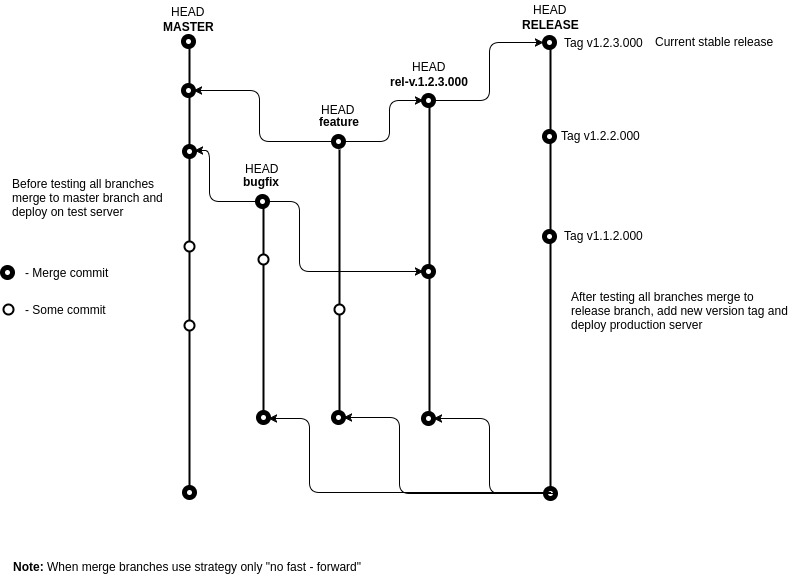 HEAD
MASTER
HEAD
RELEASE
Tag v1.2.3.000
Current stable release
HEAD
rel-v.1.2.3.000
HEAD
feature
Tag v1.2.2.000
HEAD
bugfix
Before testing all branches
merge to master branch and
deploy on test server
Tag v1.1.2.000
- Merge commit
- Some commit
After testing all branches merge to
release branch, add new version tag and
deploy production server
Note: When merge branches use strategy only "no fast - forward"